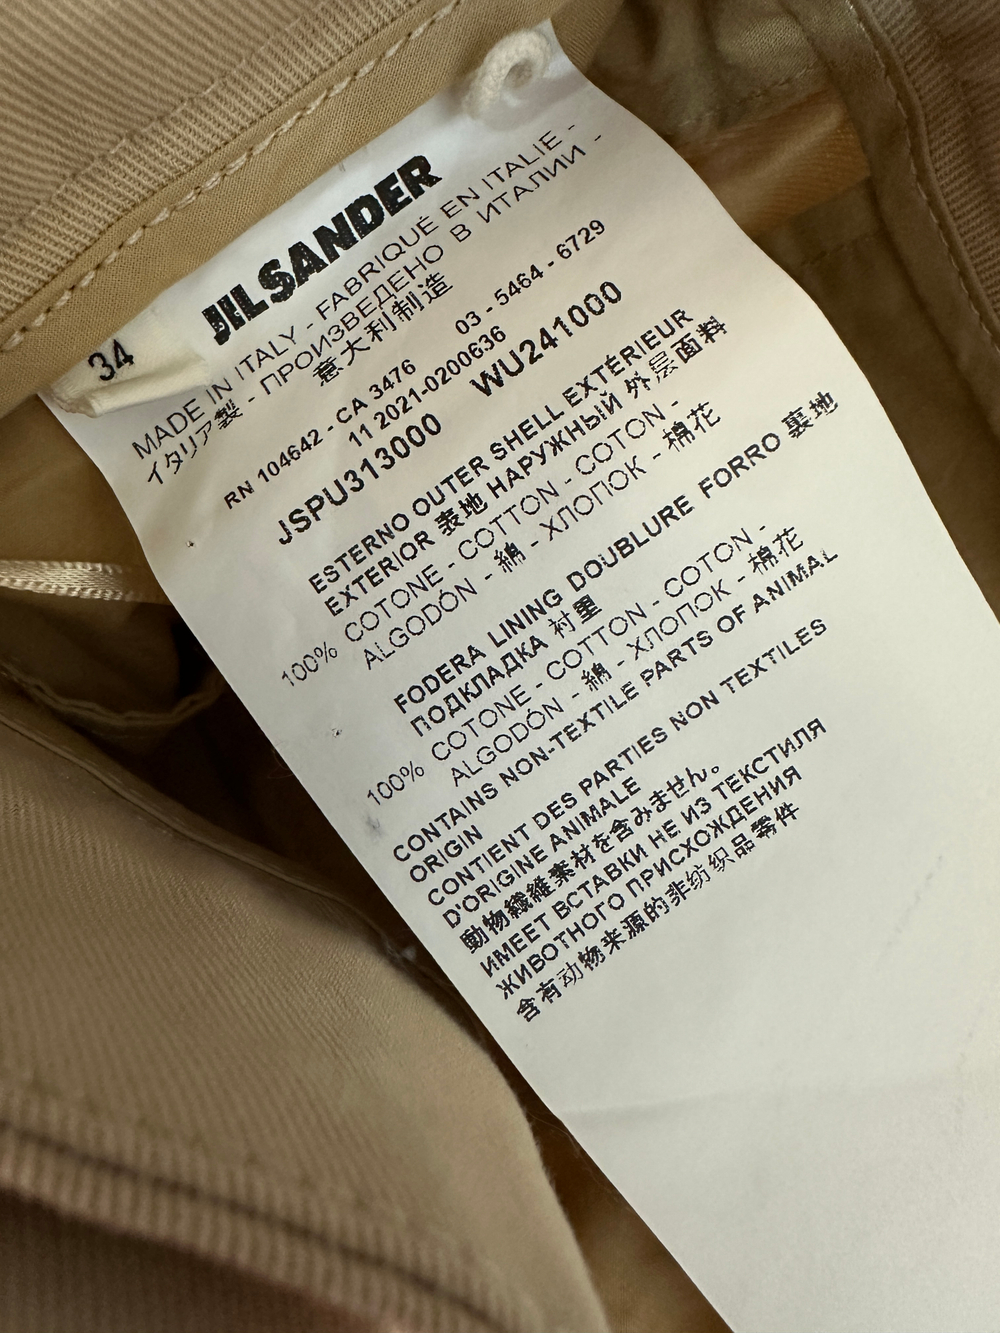 34
JIL SANDER
MADE IN ITALY - FABRIQUÉ EN ITALIE -
イタリア製 - ПРОИЗВЕДЕНО В ИТАЛИИ -
意大利制造
RN 104642 - CA 3476 03 - 5464 - 6729
11 2021-0200636
JSPU313000 WU241000
ESTERNO OUTER SHELL EXTÉRIEUR
EXTERIOR 表地 НАРУЖНЫЙ 外层面料
100% COTONE - COTTON - COTON -
ALGODÓN - 綿 - ХЛОПОК - 棉花
FODERA LINING DOUBLURE FORRO 裏地
ПОДКЛАДКА 衬里
100% COTONE - COTTON - COTON -
ALGODÓN - 綿 - ХЛОПОК - 棉花
CONTAINS NON-TEXTILE PARTS OF ANIMAL
ORIGIN
CONTIENT DES PARTIES NON TEXTILES
D'ORIGINE ANIMALE
動物繊維素材を含みません。
ИМЕЕТ ВСТАВКИ НЕ ИЗ ТЕКСТИЛЯ
ЖИВОТНОГО ПРИСХОЖДЕНИЯ
含有动物来源的非纺织品零件